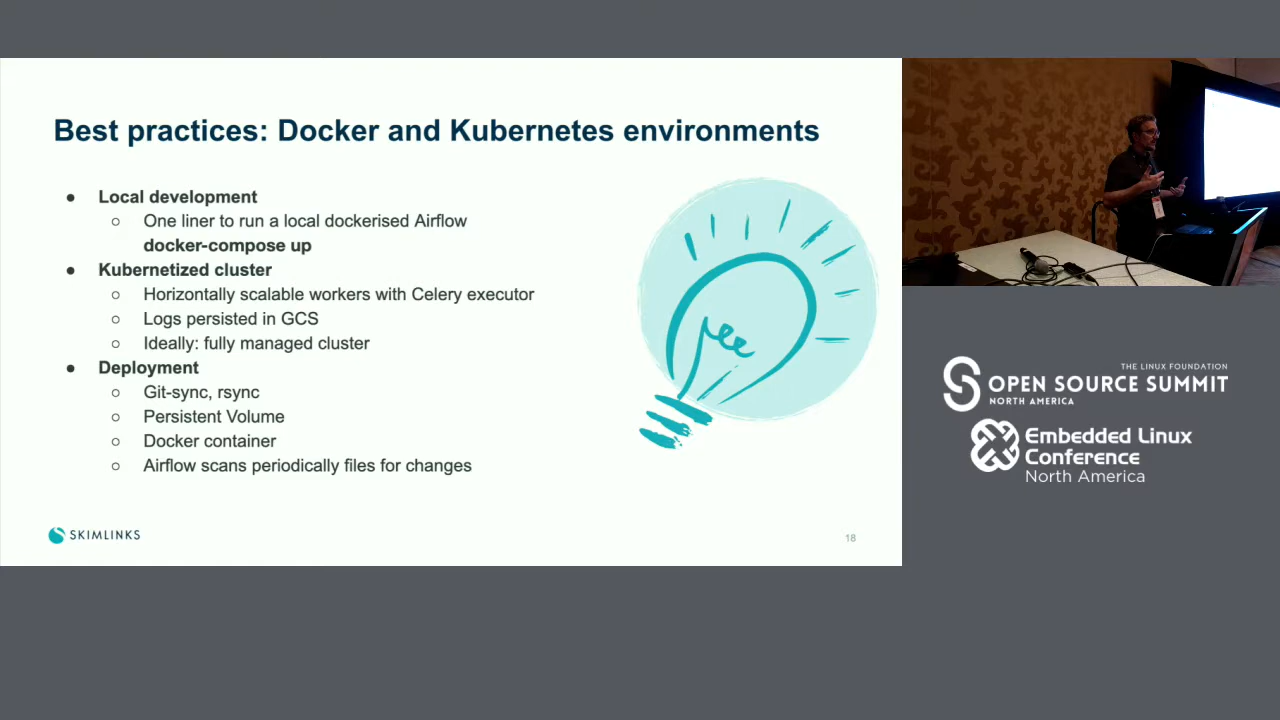 Best practices: Docker and Kubernetes environments
● Local development
○ One liner to run a local dockerised Airflow
docker-compose up
● Kubernetized cluster
○ Horizontally scalable workers with Celery executor
○ Logs persisted in GCS
○ Ideally: fully managed cluster
● Deployment
○ Git-sync, rsync
○ Persistent Volume
○ Docker container
○ Airflow scans periodically files for changes
SKIMLINKS
18
THE LINUX FOUNDATION
OPEN SOURCE SUMMIT
NORTH AMERICA
Embedded Linux
Conference
North America